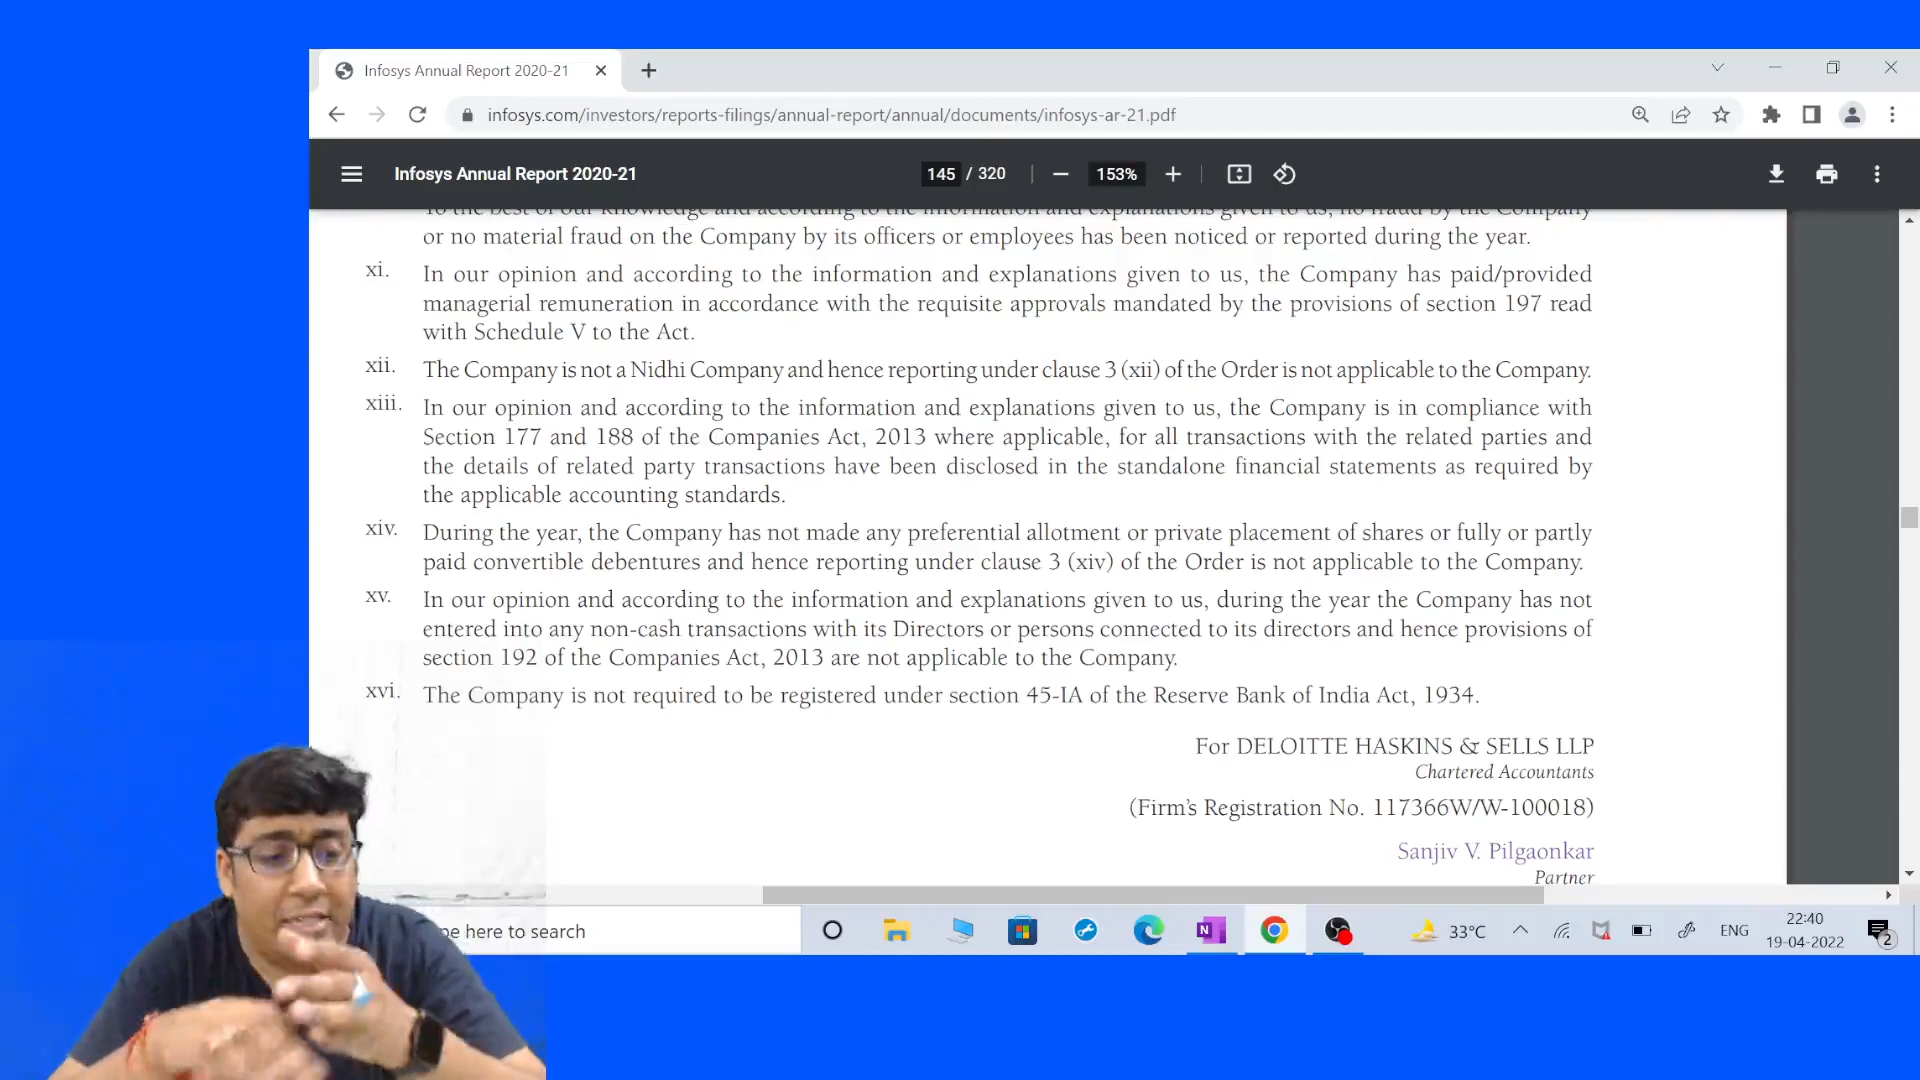 Infosys Annual Report 2020-21
infosys.com/investors/reports-filings/annual-report/annual/documents/infosys-ar-21.pdf
Infosys Annual Report 2020-21
145 / 320
153%
To the best of our knowledge and according to the information and explanations given to us, no fraud by the Company
or no material fraud on the Company by its officers or employees has been noticed or reported during the year.
xi. In our opinion and according to the information and explanations given to us, the Company has paid/provided
managerial remuneration in accordance with the requisite approvals mandated by the provisions of section 197 read
with Schedule V to the Act.
xii. The Company is not a Nidhi Company and hence reporting under clause 3 (xii) of the Order is not applicable to the Company.
xiii. In our opinion and according to the information and explanations given to us, the Company is in compliance with
Section 177 and 188 of the Companies Act, 2013 where applicable, for all transactions with the related parties and
the details of related party transactions have been disclosed in the standalone financial statements as required by
the applicable accounting standards.
xiv. During the year, the Company has not made any preferential allotment or private placement of shares or fully or partly
paid convertible debentures and hence reporting under clause 3 (xiv) of the Order is not applicable to the Company.
xv. In our opinion and according to the information and explanations given to us, during the year the Company has not
entered into any non-cash transactions with its Directors or persons connected to its directors and hence provisions of
section 192 of the Companies Act, 2013 are not applicable to the Company.
xvi. The Company is not required to be registered under section 45-IA of the Reserve Bank of India Act, 1934.
For DELOITTE HASKINS & SELLS LLP
Chartered Accountants
(Firm's Registration No. 117366W/W-100018)
Sanjiv V. Pilgaonkar
Partner
pe here to search
N
33°C
ENG
22:40
19-04-2022
2